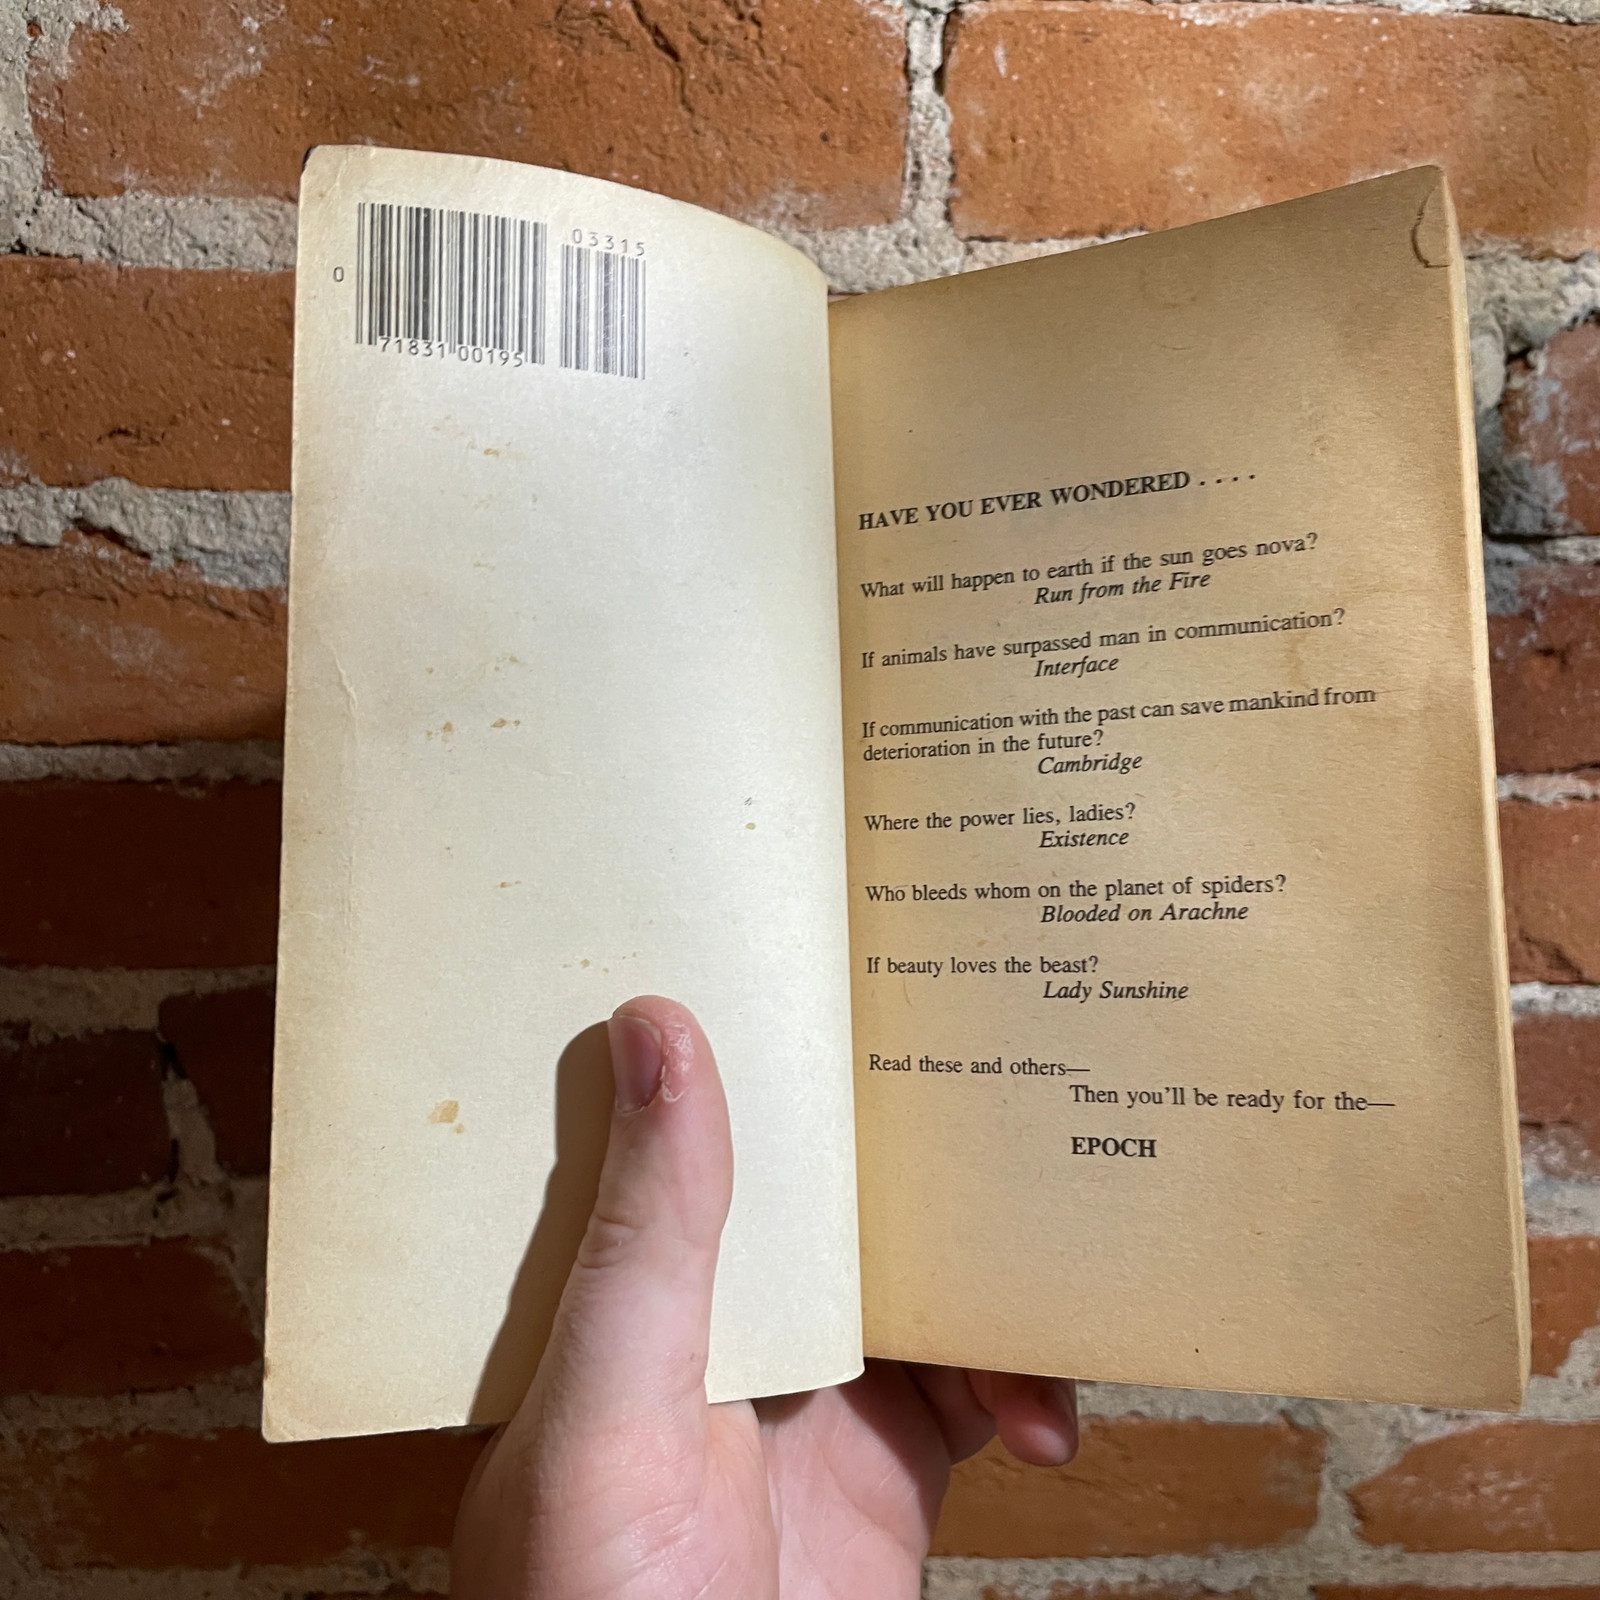 03315
0
71831 00195
HAVE YOU EVER WONDERED . . . .
What will happen to earth if the sun goes nova?
Run from the Fire
If animals have surpassed man in communication?
Interface
If communication with the past can save mankind from
deterioration in the future?
Cambridge
Where the power lies, ladies?
Existence
Who bleeds whom on the planet of spiders?
Blooded on Arachne
If beauty loves the beast?
Lady Sunshine
Read these and others—
Then you'll be ready for the—
EPOCH